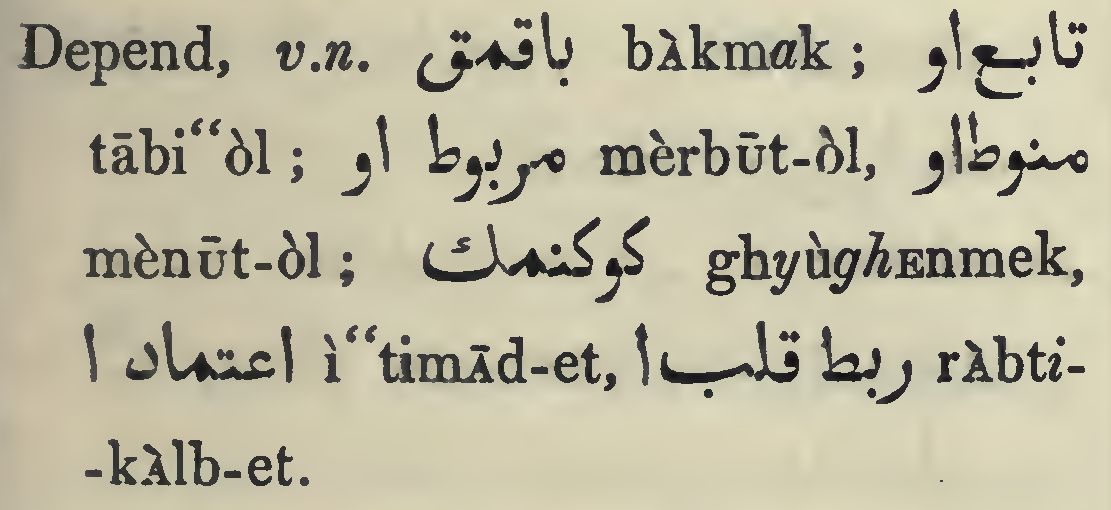 Depend, v.n. باقمق bàkmak ; تابع او
tābi“òl ; مربوط او mèrbūt-òl, منوط او
mènūt-òl ; كوكنمك ghyùghᴇnmek,
اعتماد ا ì“timād-et, ربط قلب ا ràbti-
-kàlb-et.